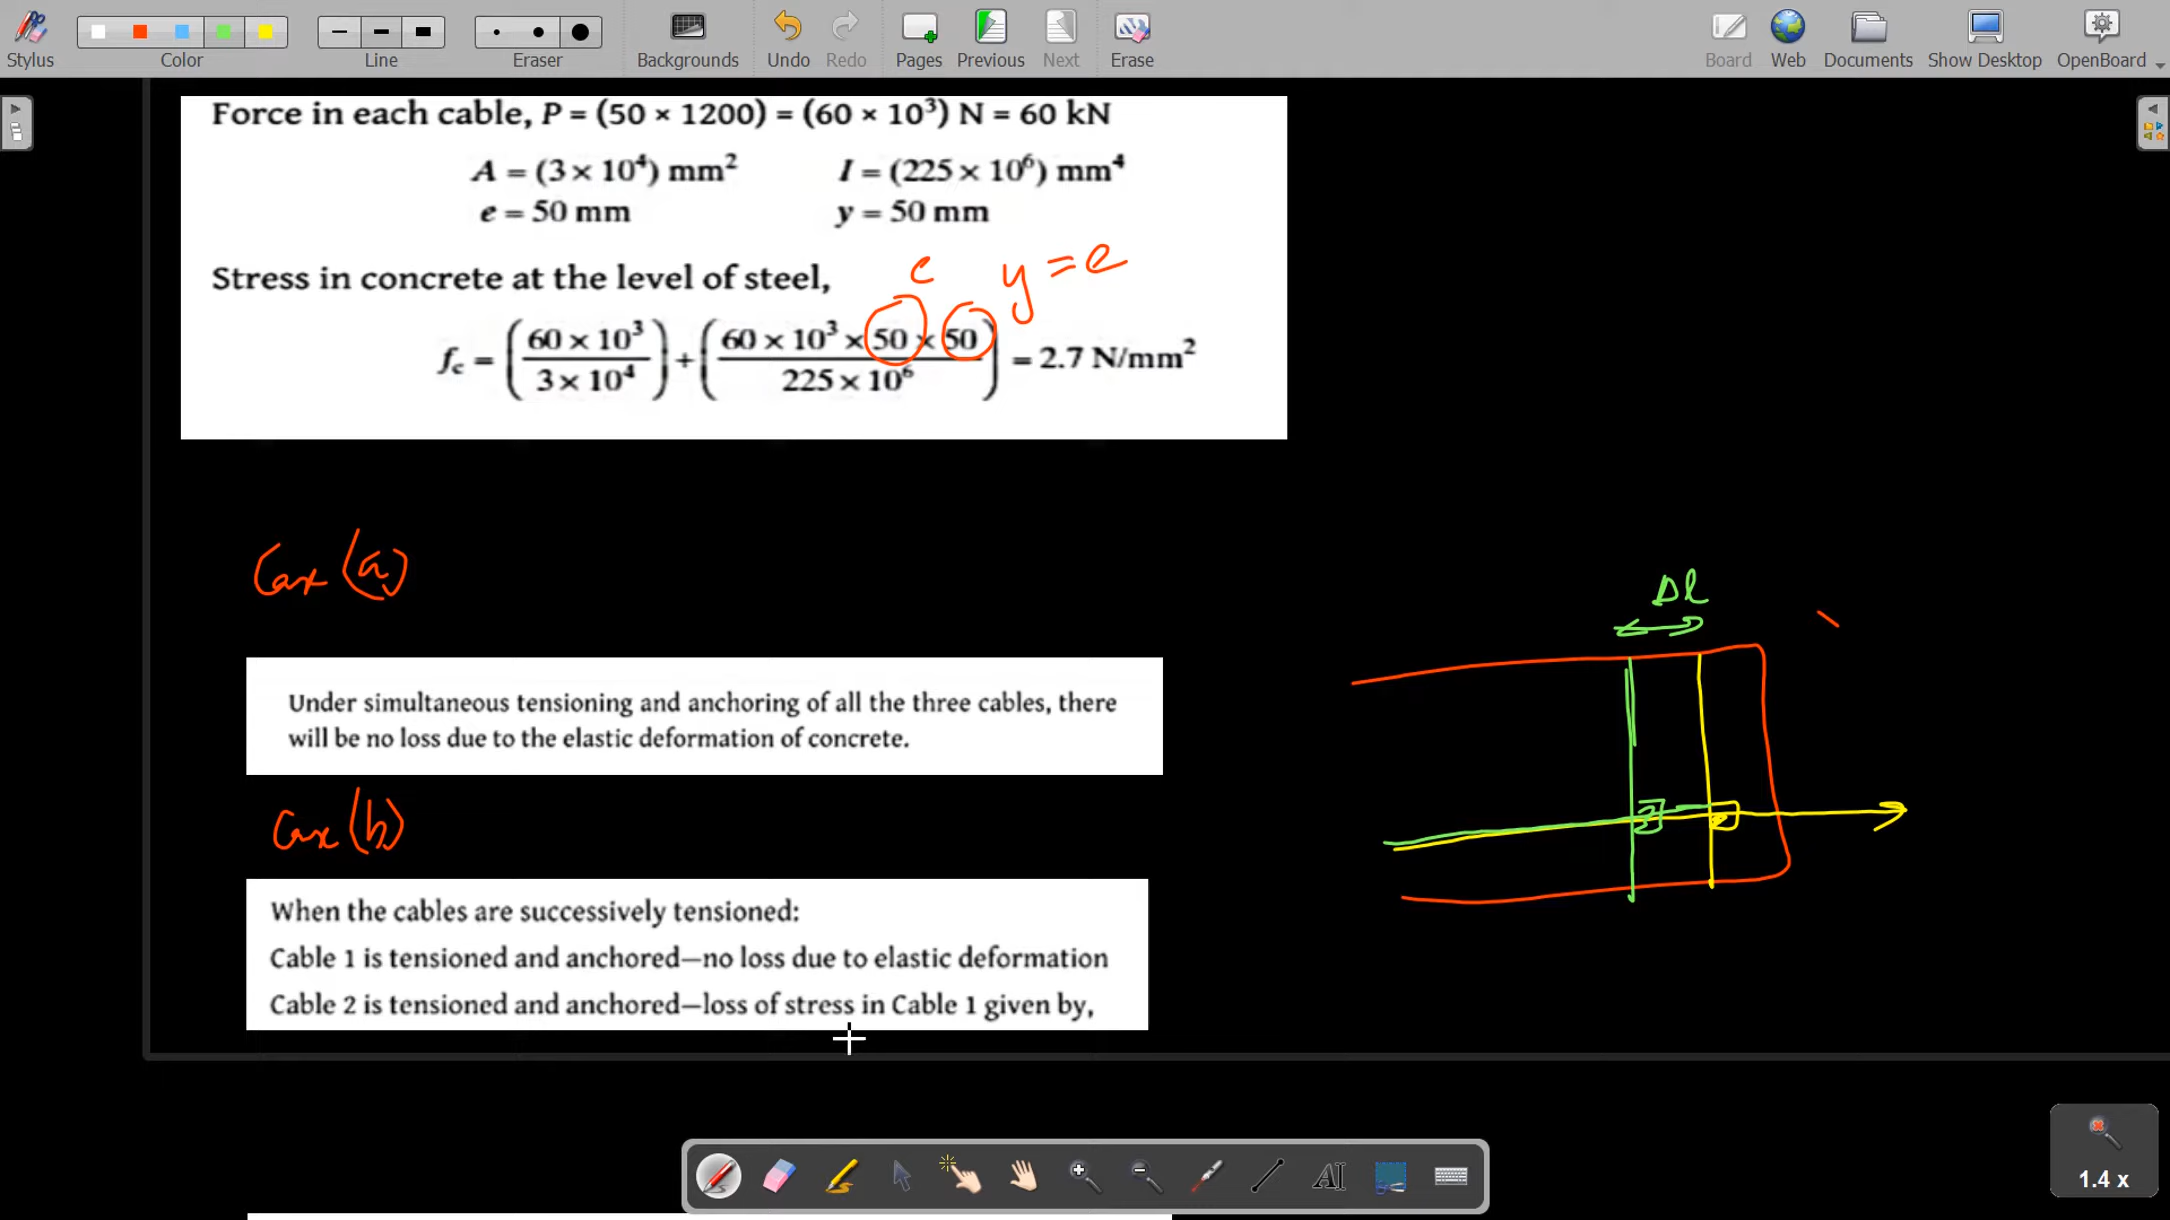 Stylus Color Line Eraser Backgrounds Undo Redo Pages Previous Next Erase Board Web Documents Show Desktop OpenBoard
Force in each cable, P = (50 × 1200) = (60 × 10³) N = 60 kN
A = (3 × 10⁴) mm² I = (225 × 10⁶) mm⁴
e = 50 mm y = 50 mm
e y = e
Stress in concrete at the level of steel,
fc = (60 × 10³ / 3 × 10⁴) + (60 × 10³ × 50 × 50 / 225 × 10⁶) = 2.7 N/mm²
Case (a)
Δl
Under simultaneous tensioning and anchoring of all the three cables, there
will be no loss due to the elastic deformation of concrete.
Case (b)
When the cables are successively tensioned:
Cable 1 is tensioned and anchored—no loss due to elastic deformation
Cable 2 is tensioned and anchored—loss of stress in Cable 1 given by,
1.4 x